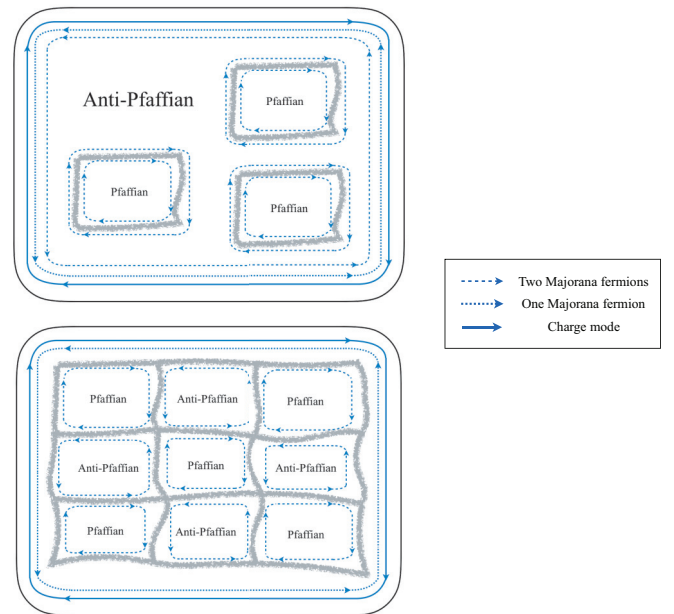 Anti-Pfaffian
Pfaffian
Pfaffian
Pfaffian
Two Majorana fermions
One Majorana fermion
Charge mode
Pfaffian
Anti-Pfaffian
Pfaffian
Anti-Pfaffian
Pfaffian
Anti-Pfaffian
Pfaffian
Anti-Pfaffian
Pfaffian